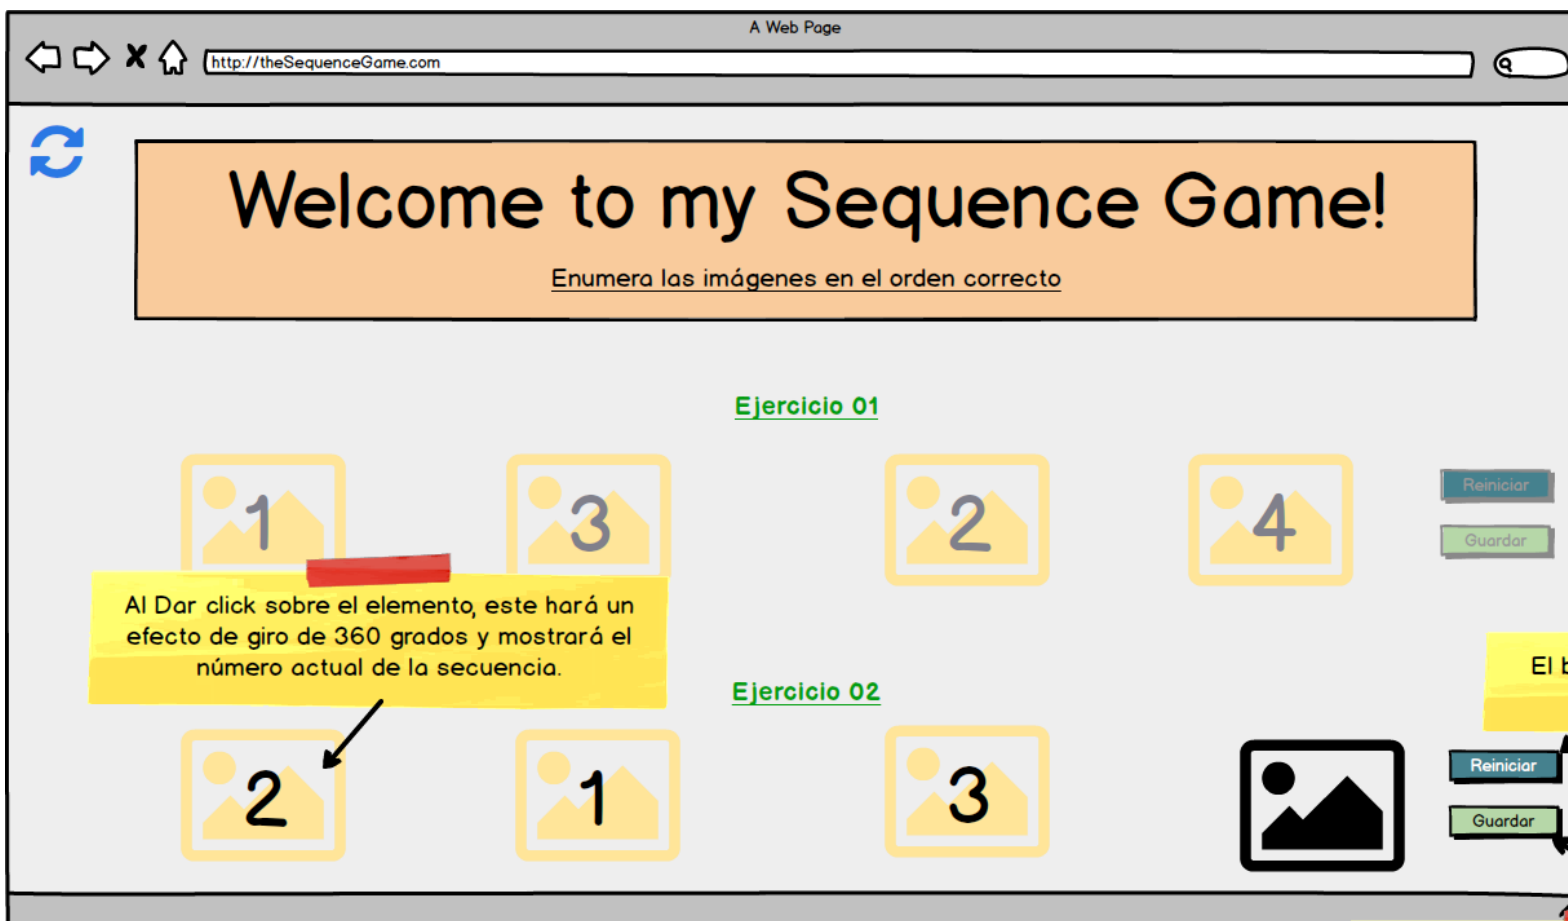 A Web Page
http://theSequenceGame.com
Welcome to my Sequence Game!
Enumera las imágenes en el orden correcto
Ejercicio 01
1
3
2
4
Reiniciar
Guardar
Al Dar click sobre el elemento, este hará un
efecto de giro de 360 grados y mostrará el
número actual de la secuencia.
El
Ejercicio 02
2
1
3
Reiniciar
Guardar